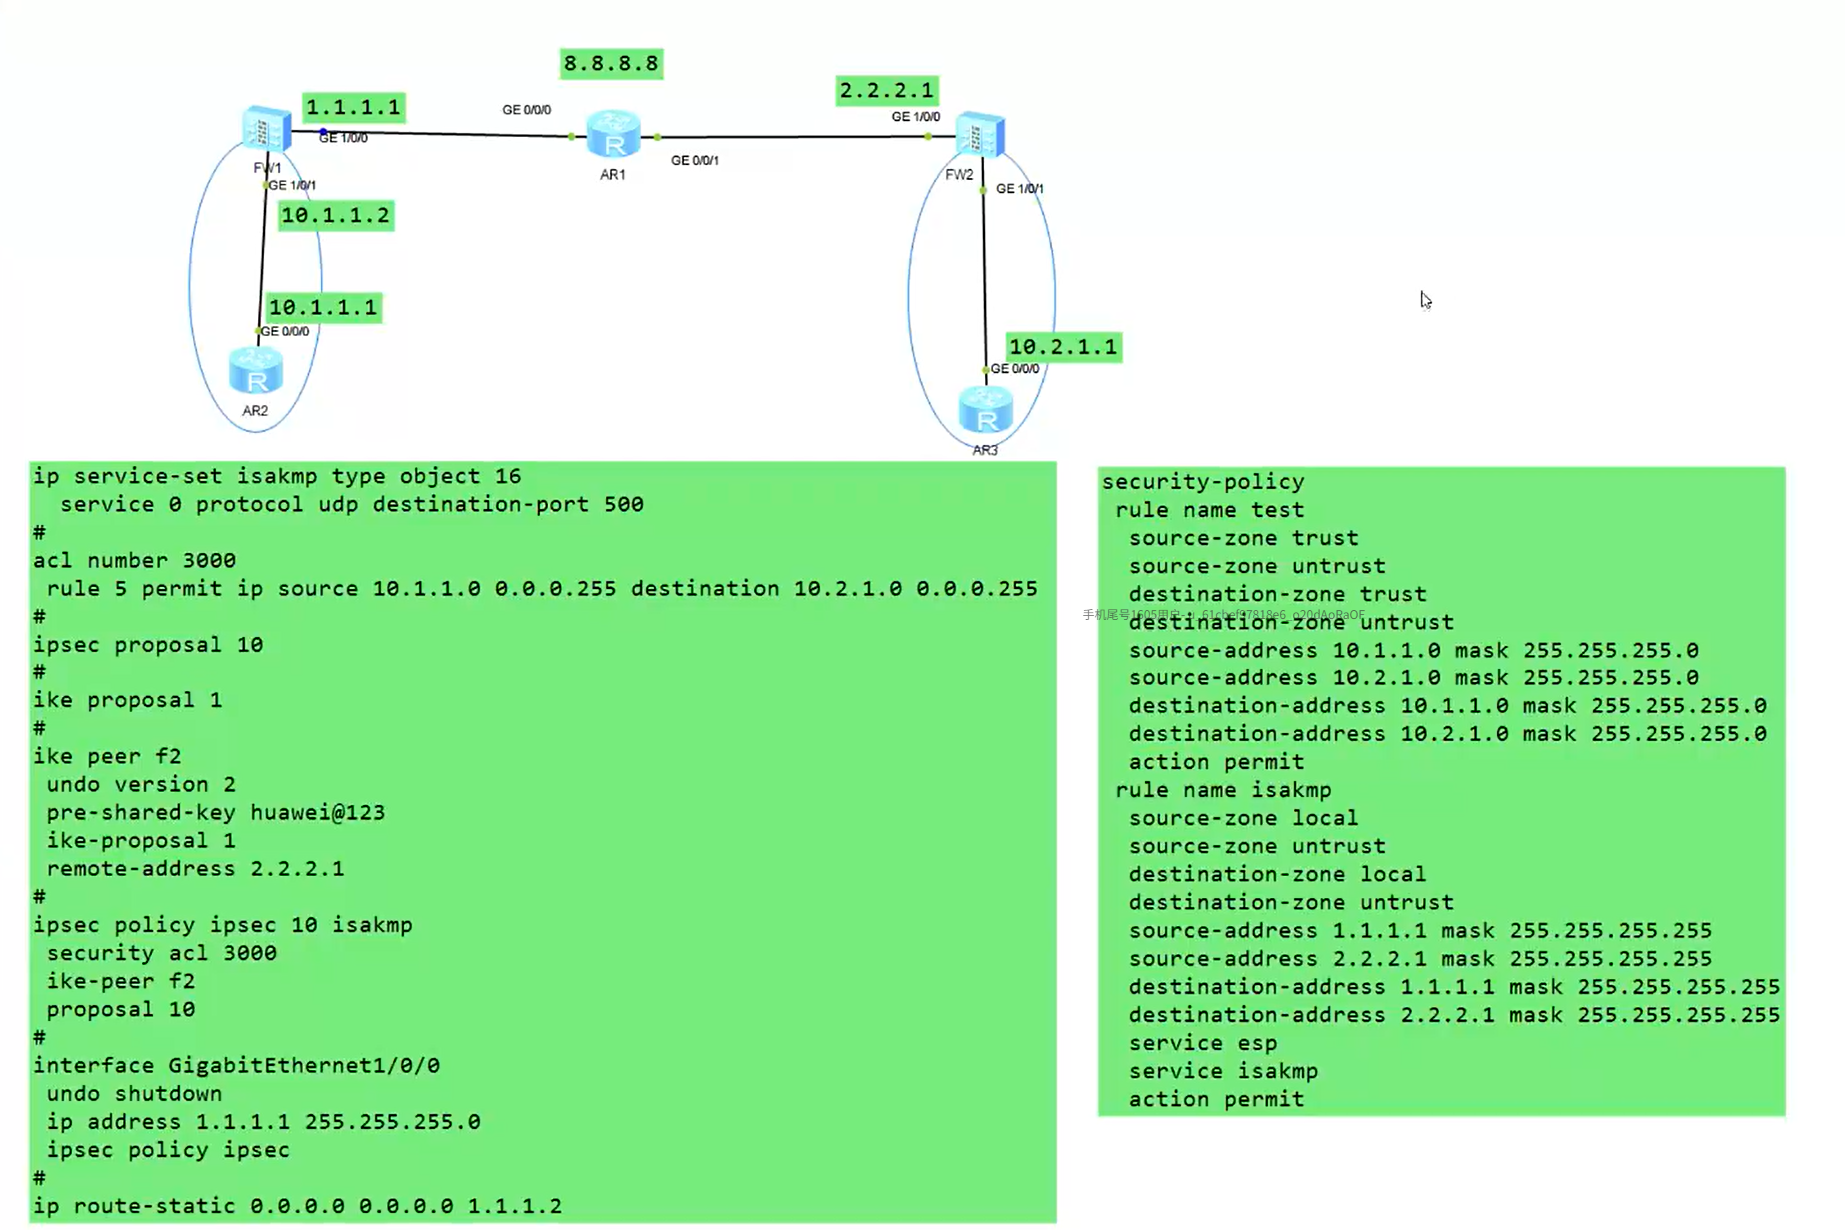 8.8.8.8
2.2.2.1
1.1.1.1
GE 0/0/0
GE 1/0/0
GE 1/0/0
GE 0/0/1
FW1
AR1
FW2
GE 1/0/1
GE 1/0/1
10.1.1.2
10.1.1.1
GE 0/0/0
10.2.1.1
GE 0/0/0
AR2
AR3
ip service-set isakmp type object 16
service 0 protocol udp destination-port 500
#
acl number 3000
rule 5 permit ip source 10.1.1.0 0.0.0.255 destination 10.2.1.0 0.0.0.255
#
ipsec proposal 10
#
ike proposal 1
#
ike peer f2
undo version 2
pre-shared-key huawei@123
ike-proposal 1
remote-address 2.2.2.1
#
ipsec policy ipsec 10 isakmp
security acl 3000
ike-peer f2
proposal 10
#
interface GigabitEthernet1/0/0
undo shutdown
ip address 1.1.1.1 255.255.255.0
ipsec policy ipsec
#
ip route-static 0.0.0.0 0.0.0.0 1.1.1.2
security-policy
rule name test
source-zone trust
source-zone untrust
destination-zone trust
destination-zone untrust
source-address 10.1.1.0 mask 255.255.255.0
source-address 10.2.1.0 mask 255.255.255.0
destination-address 10.1.1.0 mask 255.255.255.0
destination-address 10.2.1.0 mask 255.255.255.0
action permit
rule name isakmp
source-zone local
source-zone untrust
destination-zone local
destination-zone untrust
source-address 1.1.1.1 mask 255.255.255.255
source-address 2.2.2.1 mask 255.255.255.255
destination-address 1.1.1.1 mask 255.255.255.255
destination-address 2.2.2.1 mask 255.255.255.255
service esp
service isakmp
action permit
手机尾号1605用户